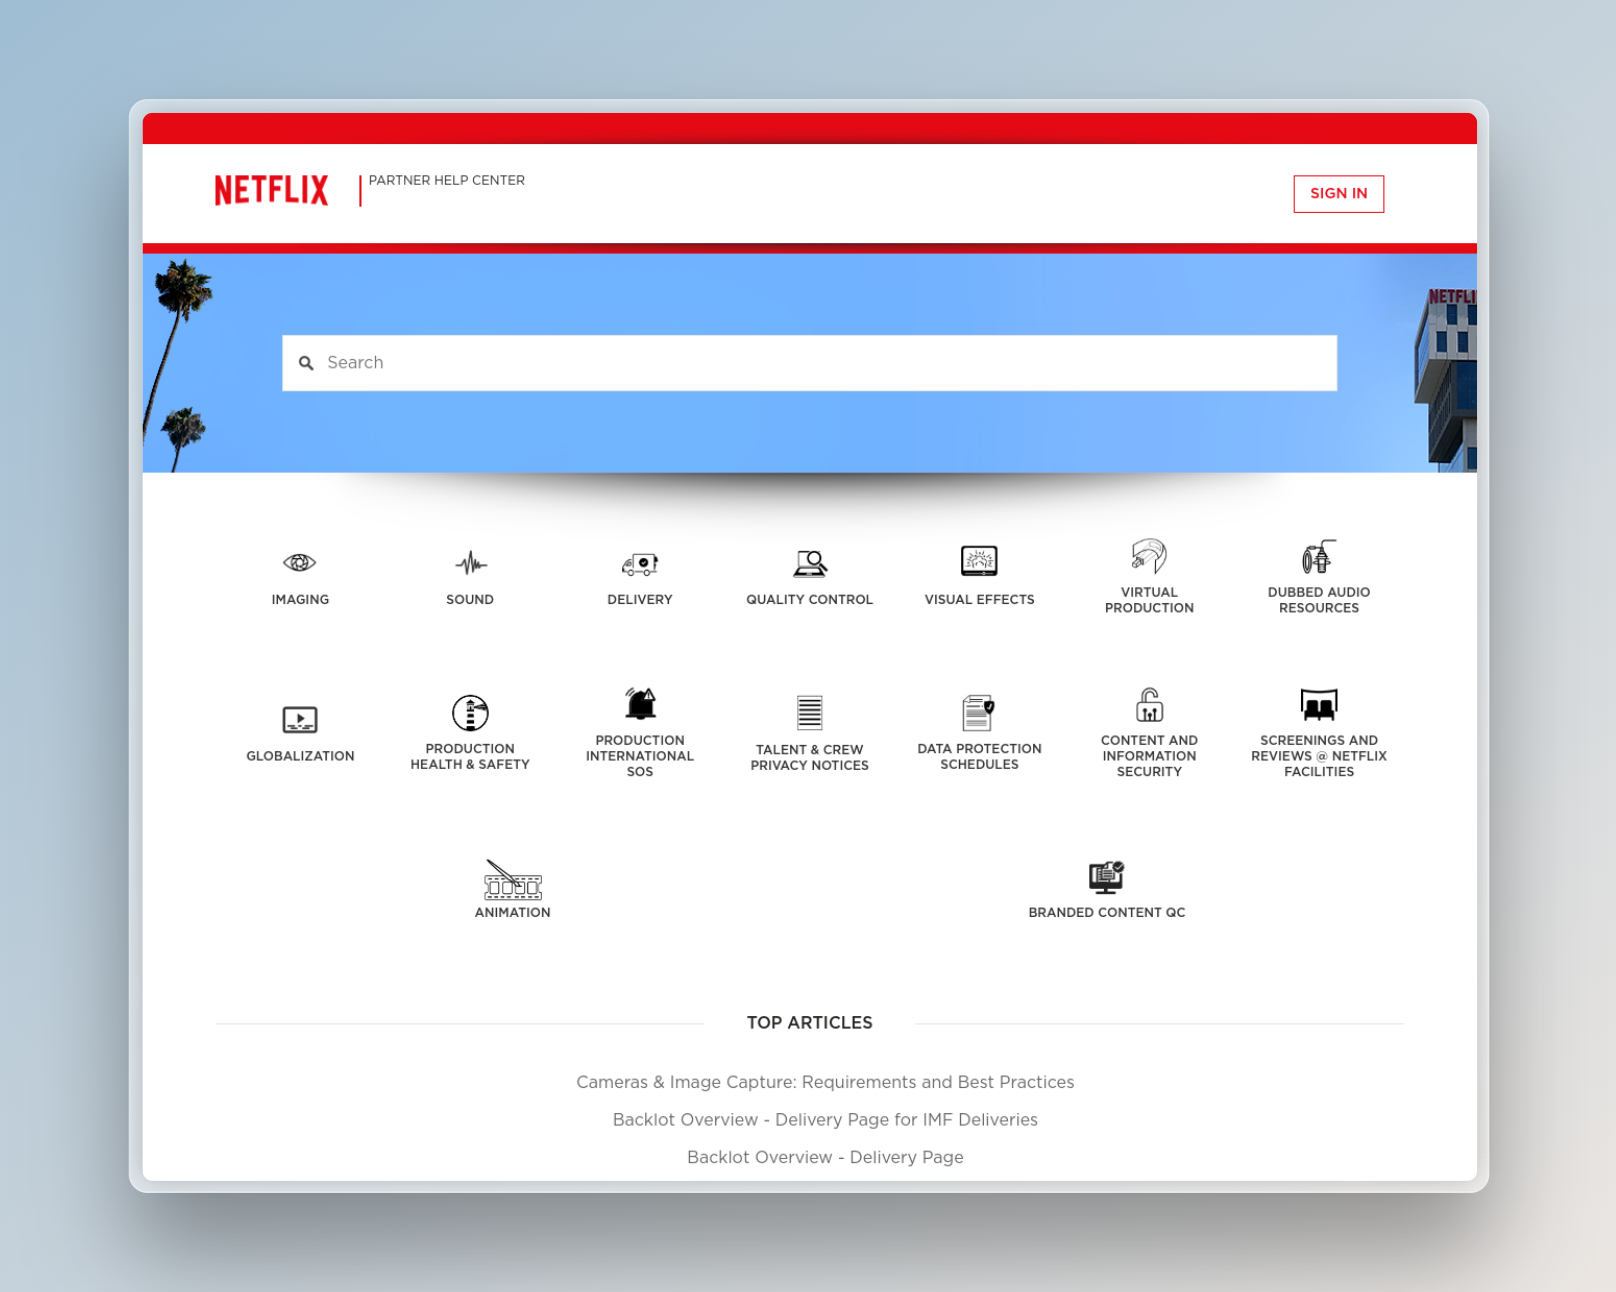 NETFLIX
PARTNER HELP CENTER
SIGN IN
NETFLI
Search
IMAGING
SOUND
DELIVERY
QUALITY CONTROL
VISUAL EFFECTS
VIRTUAL
PRODUCTION
DUBBED AUDIO
RESOURCES
GLOBALIZATION
PRODUCTION
HEALTH & SAFETY
PRODUCTION
INTERNATIONAL
SOS
TALENT & CREW
PRIVACY NOTICES
DATA PROTECTION
SCHEDULES
CONTENT AND
INFORMATION
SECURITY
SCREENINGS AND
REVIEWS @ NETFLIX
FACILITIES
ANIMATION
BRANDED CONTENT QC
TOP ARTICLES
Cameras & Image Capture: Requirements and Best Practices
Backlot Overview - Delivery Page for IMF Deliveries
Backlot Overview - Delivery Page